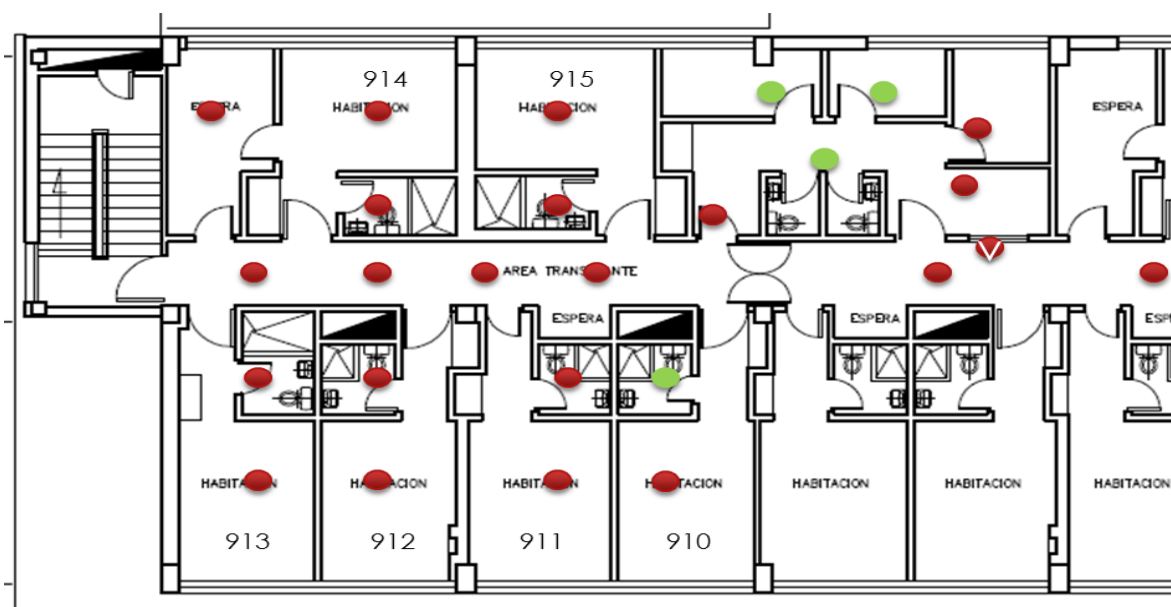 914
915
ESPERA
HABITACION
HABITACION
ESPERA
V
AREA TRANSITANTE
ESPERA
ESPERA
ESPE
HABITACION
HABITACION
HABITACION
HABITACION
HABITACION
HABITACION
HABITACION
913
912
911
910